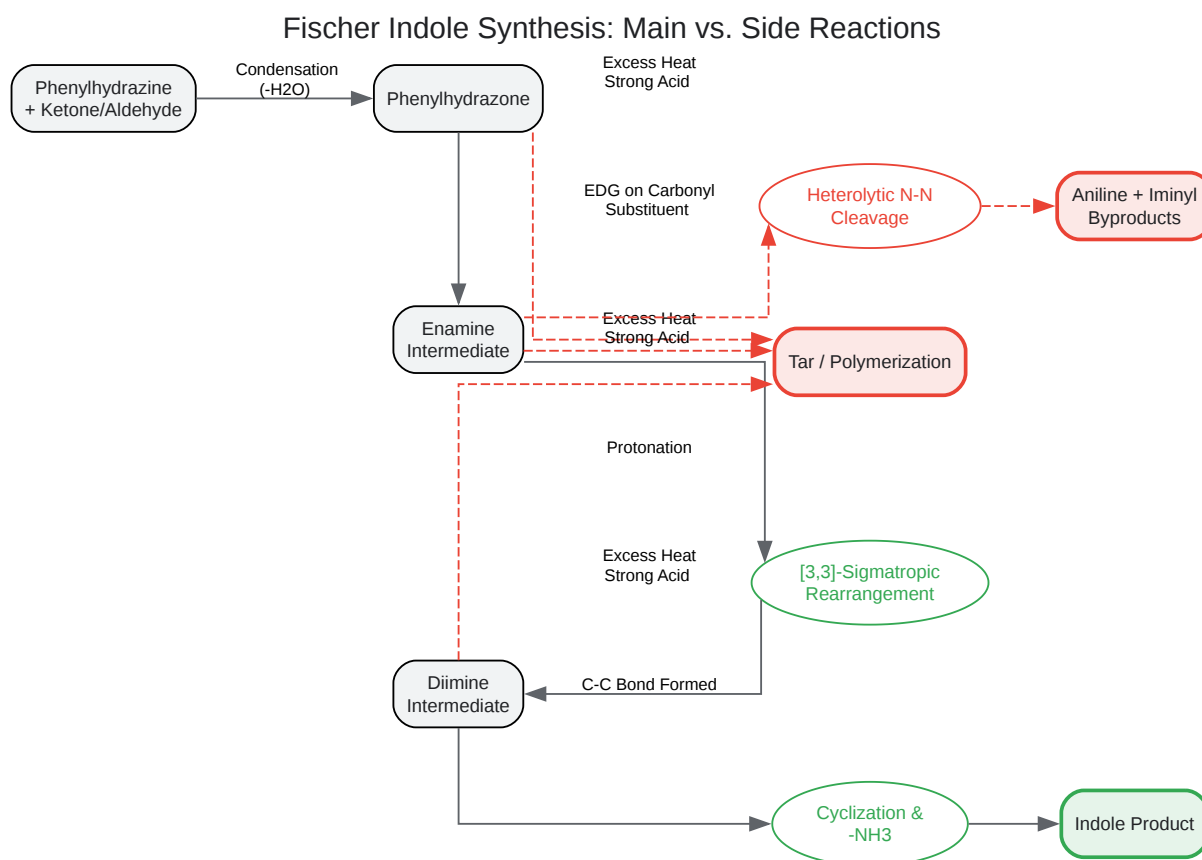 Fischer Indole Synthesis: Main vs. Side Reactions
Phenylhydrazine
+ Ketone/Aldehyde
Condensation
(-H2O)
Phenylhydrazone
Excess Heat
Strong Acid
EDG on Carbonyl
Substituent
Heterolytic N-N
Cleavage
Aniline + Iminyl
Byproducts
Enamine
Intermediate
Excess Heat
Strong Acid
Tar / Polymerization
Protonation
Excess Heat
Strong Acid
[3,3]-Sigmatropic
Rearrangement
Diimine
Intermediate
C-C Bond Formed
Cyclization &
-NH3
Indole Product